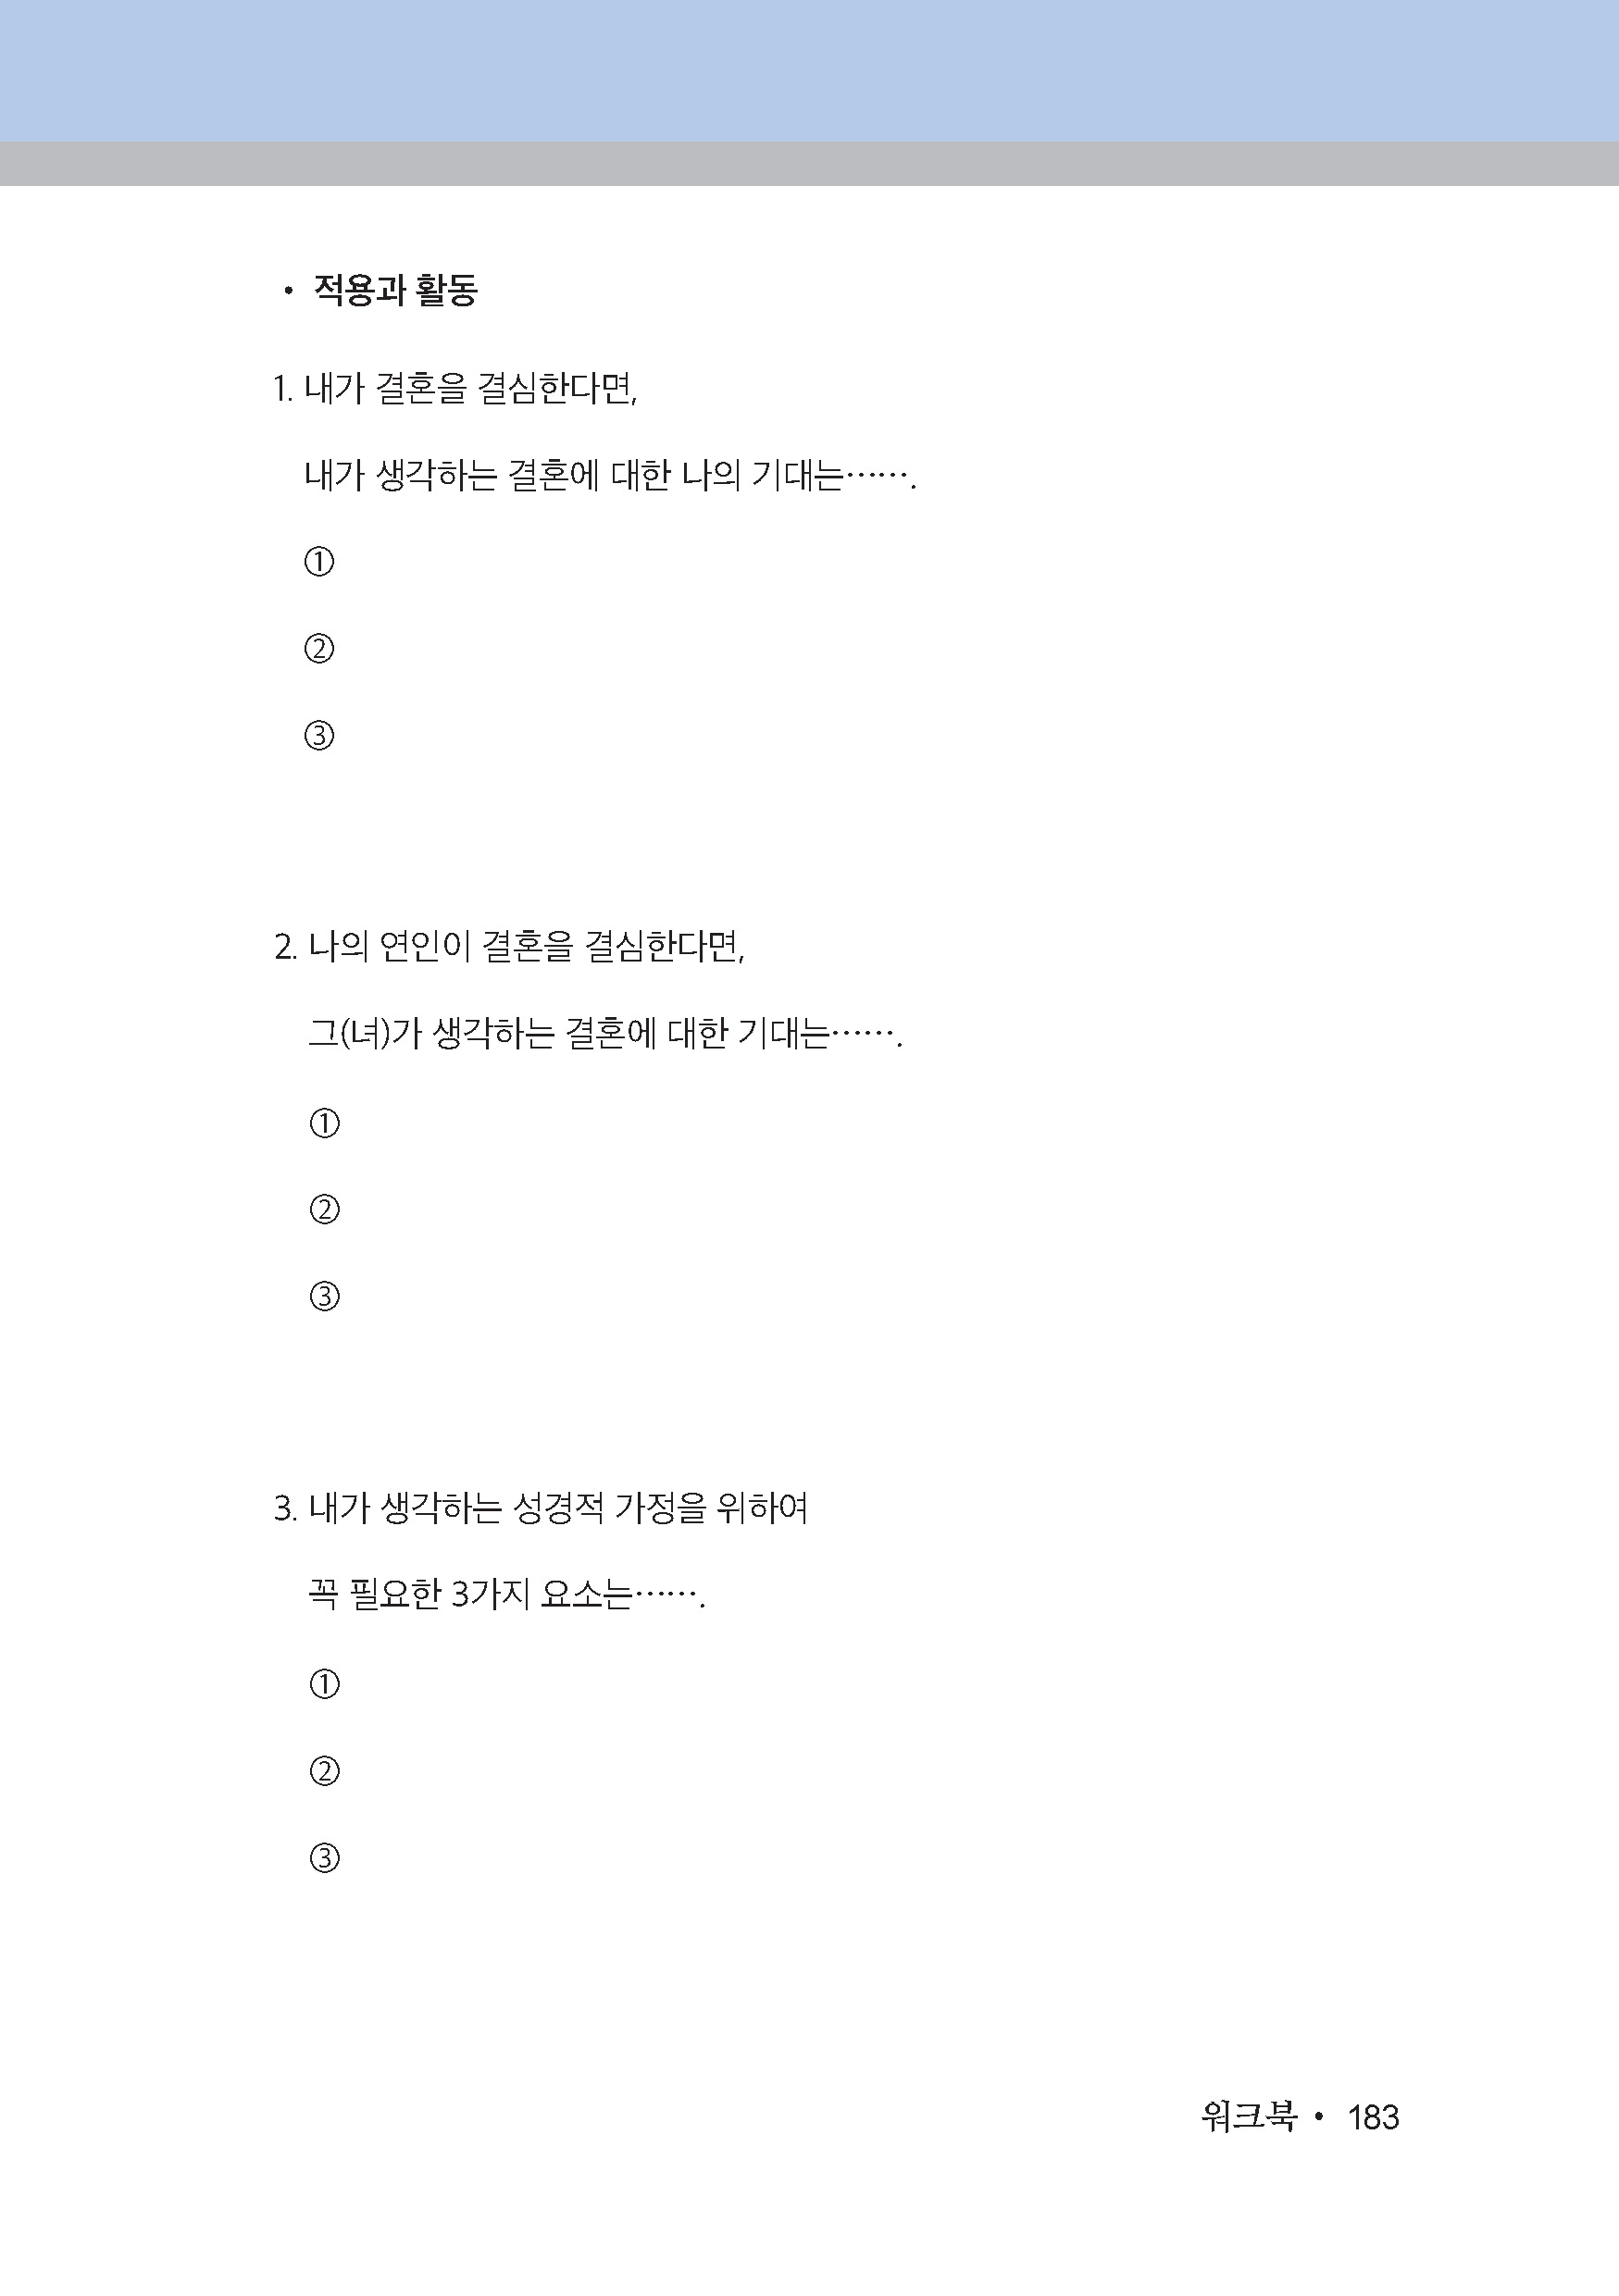 • 적용과 활동
1. 내가 결혼을 결심한다면,
내가 생각하는 결혼에 대한 나의 기대는⋯⋯.
①
②
③
2. 나의 연인이 결혼을 결심한다면,
그(녀)가 생각하는 결혼에 대한 기대는⋯⋯.
①
②
③
3. 내가 생각하는 성경적 가정을 위하여
꼭 필요한 3가지 요소는⋯⋯.
①
②
③
워크북 • 183